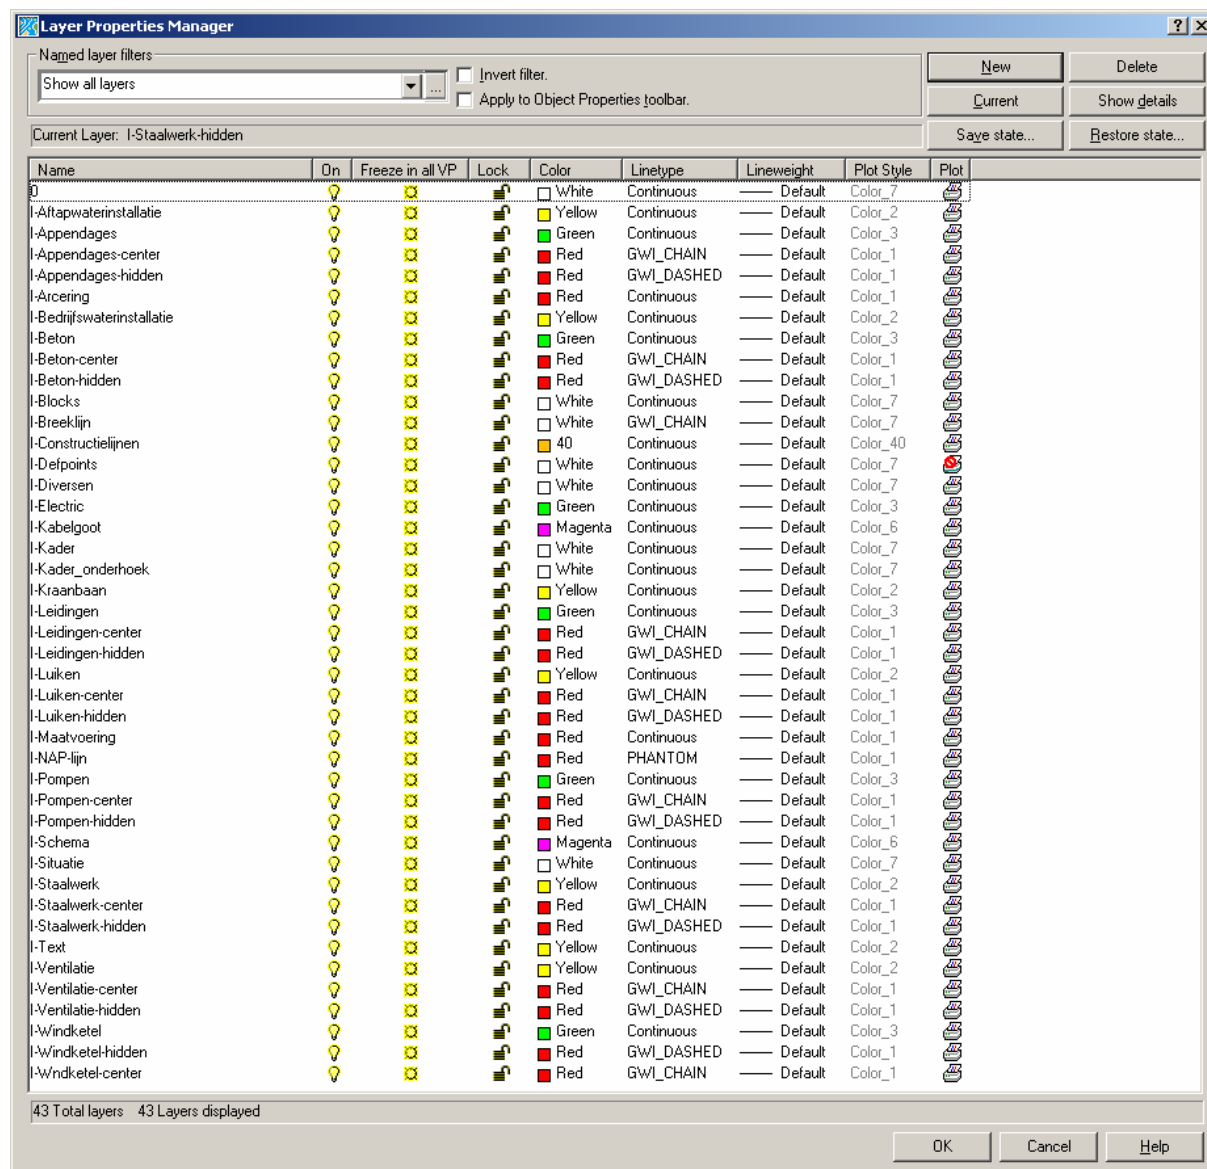 Layer Properties Manager
Named layer filters
Show all layers
...
Invert filter.
Apply to Object Properties toolbar.
New
Delete
Current
Show details
Current Layer: I-Staalwerk-hidden
Save state...
Restore state...
Name On Freeze in all VP Lock Color Linetype Lineweight Plot Style Plot
0 White Continuous Default Color_7
I-Aftapwaterinstallatie Yellow Continuous Default Color_2
I-Appendages Green Continuous Default Color_3
I-Appendages-center Red GWI_CHAIN Default Color_1
I-Appendages-hidden Red GWI_DASHED Default Color_1
I-Arcering Red Continuous Default Color_1
I-Bedrijfswaterinstallatie Yellow Continuous Default Color_2
I-Beton Green Continuous Default Color_3
I-Beton-center Red GWI_CHAIN Default Color_1
I-Beton-hidden Red GWI_DASHED Default Color_1
I-Blocks White Continuous Default Color_7
I-Breeklijn White GWI_CHAIN Default Color_7
I-Constructielijnen 40 Continuous Default Color_40
I-Defpoints White Continuous Default Color_7
I-Diversen White Continuous Default Color_7
I-Electric Green Continuous Default Color_3
I-Kabelgoot Magenta Continuous Default Color_6
I-Kader White Continuous Default Color_7
I-Kader_onderhoek White Continuous Default Color_7
I-Kraanbaan Yellow Continuous Default Color_2
I-Leidingen Green Continuous Default Color_3
I-Leidingen-center Red GWI_CHAIN Default Color_1
I-Leidingen-hidden Red GWI_DASHED Default Color_1
I-Luiken Yellow Continuous Default Color_2
I-Luiken-center Red GWI_CHAIN Default Color_1
I-Luiken-hidden Red GWI_DASHED Default Color_1
I-Maatvoering Red Continuous Default Color_1
I-NAP-lijn Red PHANTOM Default Color_1
I-Pompen Green Continuous Default Color_3
I-Pompen-center Red GWI_CHAIN Default Color_1
I-Pompen-hidden Red GWI_DASHED Default Color_1
I-Schema Magenta Continuous Default Color_6
I-Situatie White Continuous Default Color_7
I-Staalwerk Yellow Continuous Default Color_2
I-Staalwerk-center Red GWI_CHAIN Default Color_1
I-Staalwerk-hidden Red GWI_DASHED Default Color_1
I-Text Yellow Continuous Default Color_2
I-Ventilatie Yellow Continuous Default Color_2
I-Ventilatie-center Red GWI_CHAIN Default Color_1
I-Ventilatie-hidden Red GWI_DASHED Default Color_1
I-Windketel Green Continuous Default Color_3
I-Windketel-hidden Red GWI_DASHED Default Color_1
I-Wndketel-center Red GWI_CHAIN Default Color_1
43 Total layers 43 Layers displayed
OK
Cancel
Help